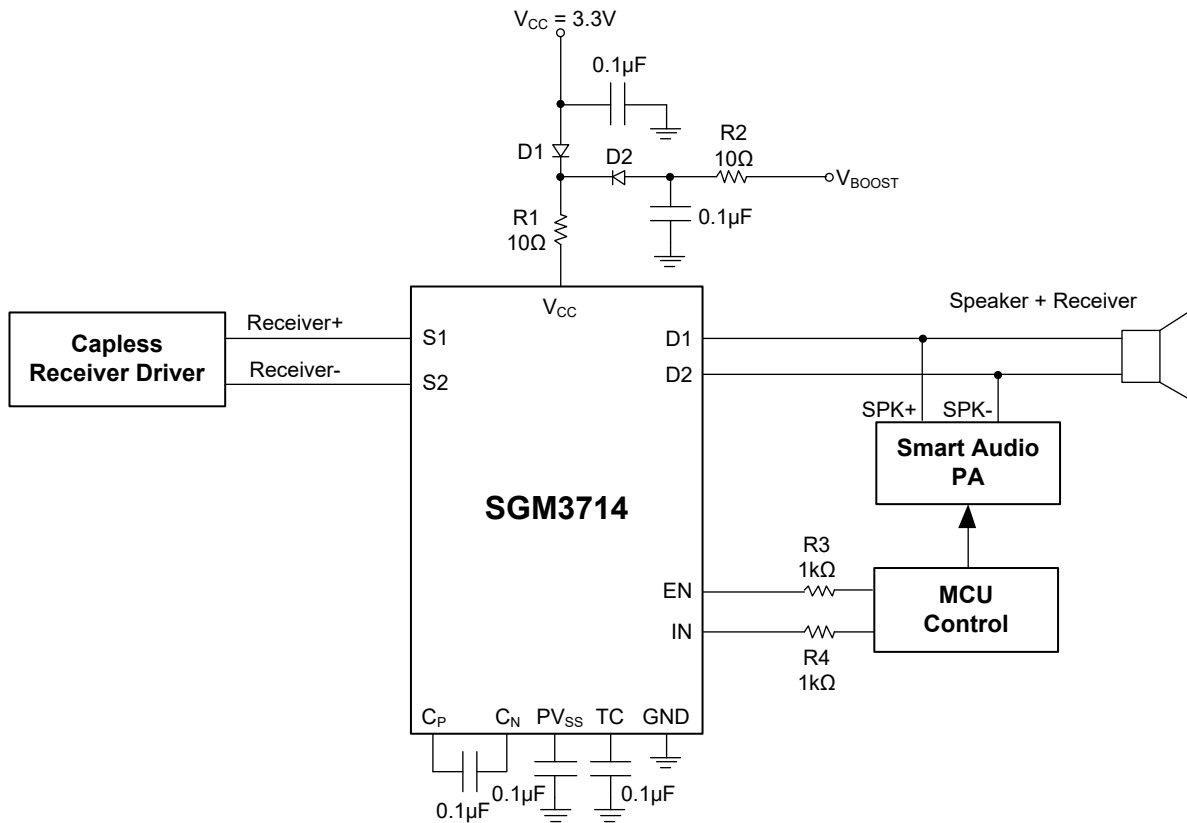 VCC = 3.3V
0.1µF
D1
D2
R2
10Ω
VBOOST
R1
10Ω
0.1µF
VCC
Capless
Receiver Driver
Receiver+
Receiver-
S1
S2
D1
D2
Speaker + Receiver
SPK+
SPK-
Smart Audio
PA
SGM3714
EN
IN
R3
1kΩ
R4
1kΩ
MCU
Control
CP
CN
PVSS
TC
GND
0.1µF
0.1µF
0.1µF